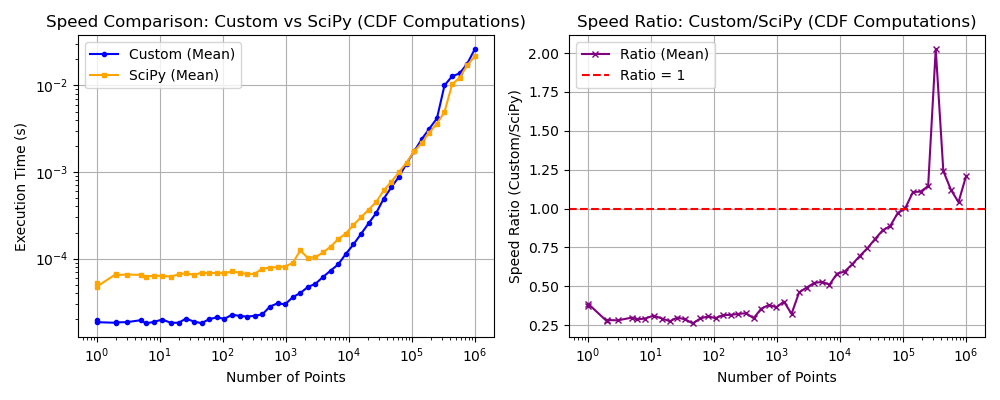 Speed Comparison: Custom vs SciPy (CDF Computations)
Custom (Mean)
SciPy (Mean)
Execution Time (s)
10⁻²
10⁻³
10⁻⁴
10⁰ 10¹ 10² 10³ 10⁴ 10⁵ 10⁶
Number of Points
Speed Ratio: Custom/SciPy (CDF Computations)
Ratio (Mean)
Ratio = 1
Speed Ratio (Custom/SciPy)
2.00
1.75
1.50
1.25
1.00
0.75
0.50
0.25
10⁰ 10¹ 10² 10³ 10⁴ 10⁵ 10⁶
Number of Points